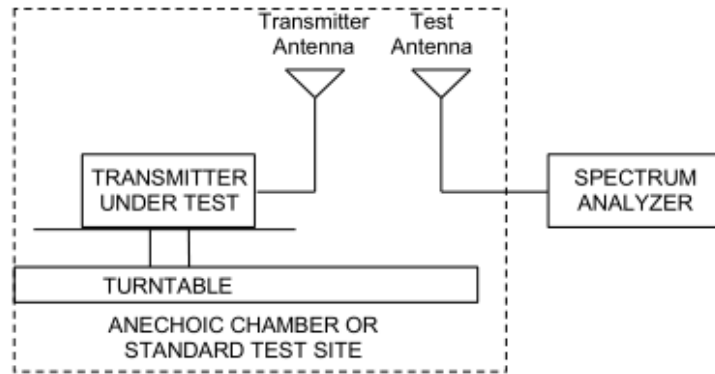 Transmitter
Antenna
Test
Antenna
TRANSMITTER
UNDER TEST
SPECTRUM
ANALYZER
TURNTABLE
ANECHOIC CHAMBER OR
STANDARD TEST SITE